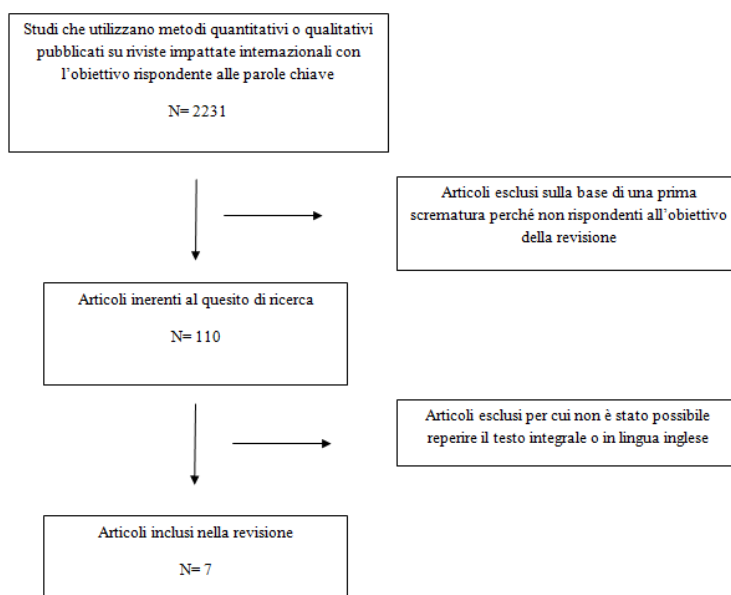 Studi che utilizzano metodi quantitativi o qualitativi
pubblicati su riviste impattate internazionali con
l'obiettivo rispondente alle parole chiave
N= 2231
Articoli esclusi sulla base di una prima
scrematura perché non rispondenti all'obiettivo
della revisione
Articoli inerenti al quesito di ricerca
N= 110
Articoli esclusi per cui non è stato possibile
reperire il testo integrale o in lingua inglese
Articoli inclusi nella revisione
N= 7